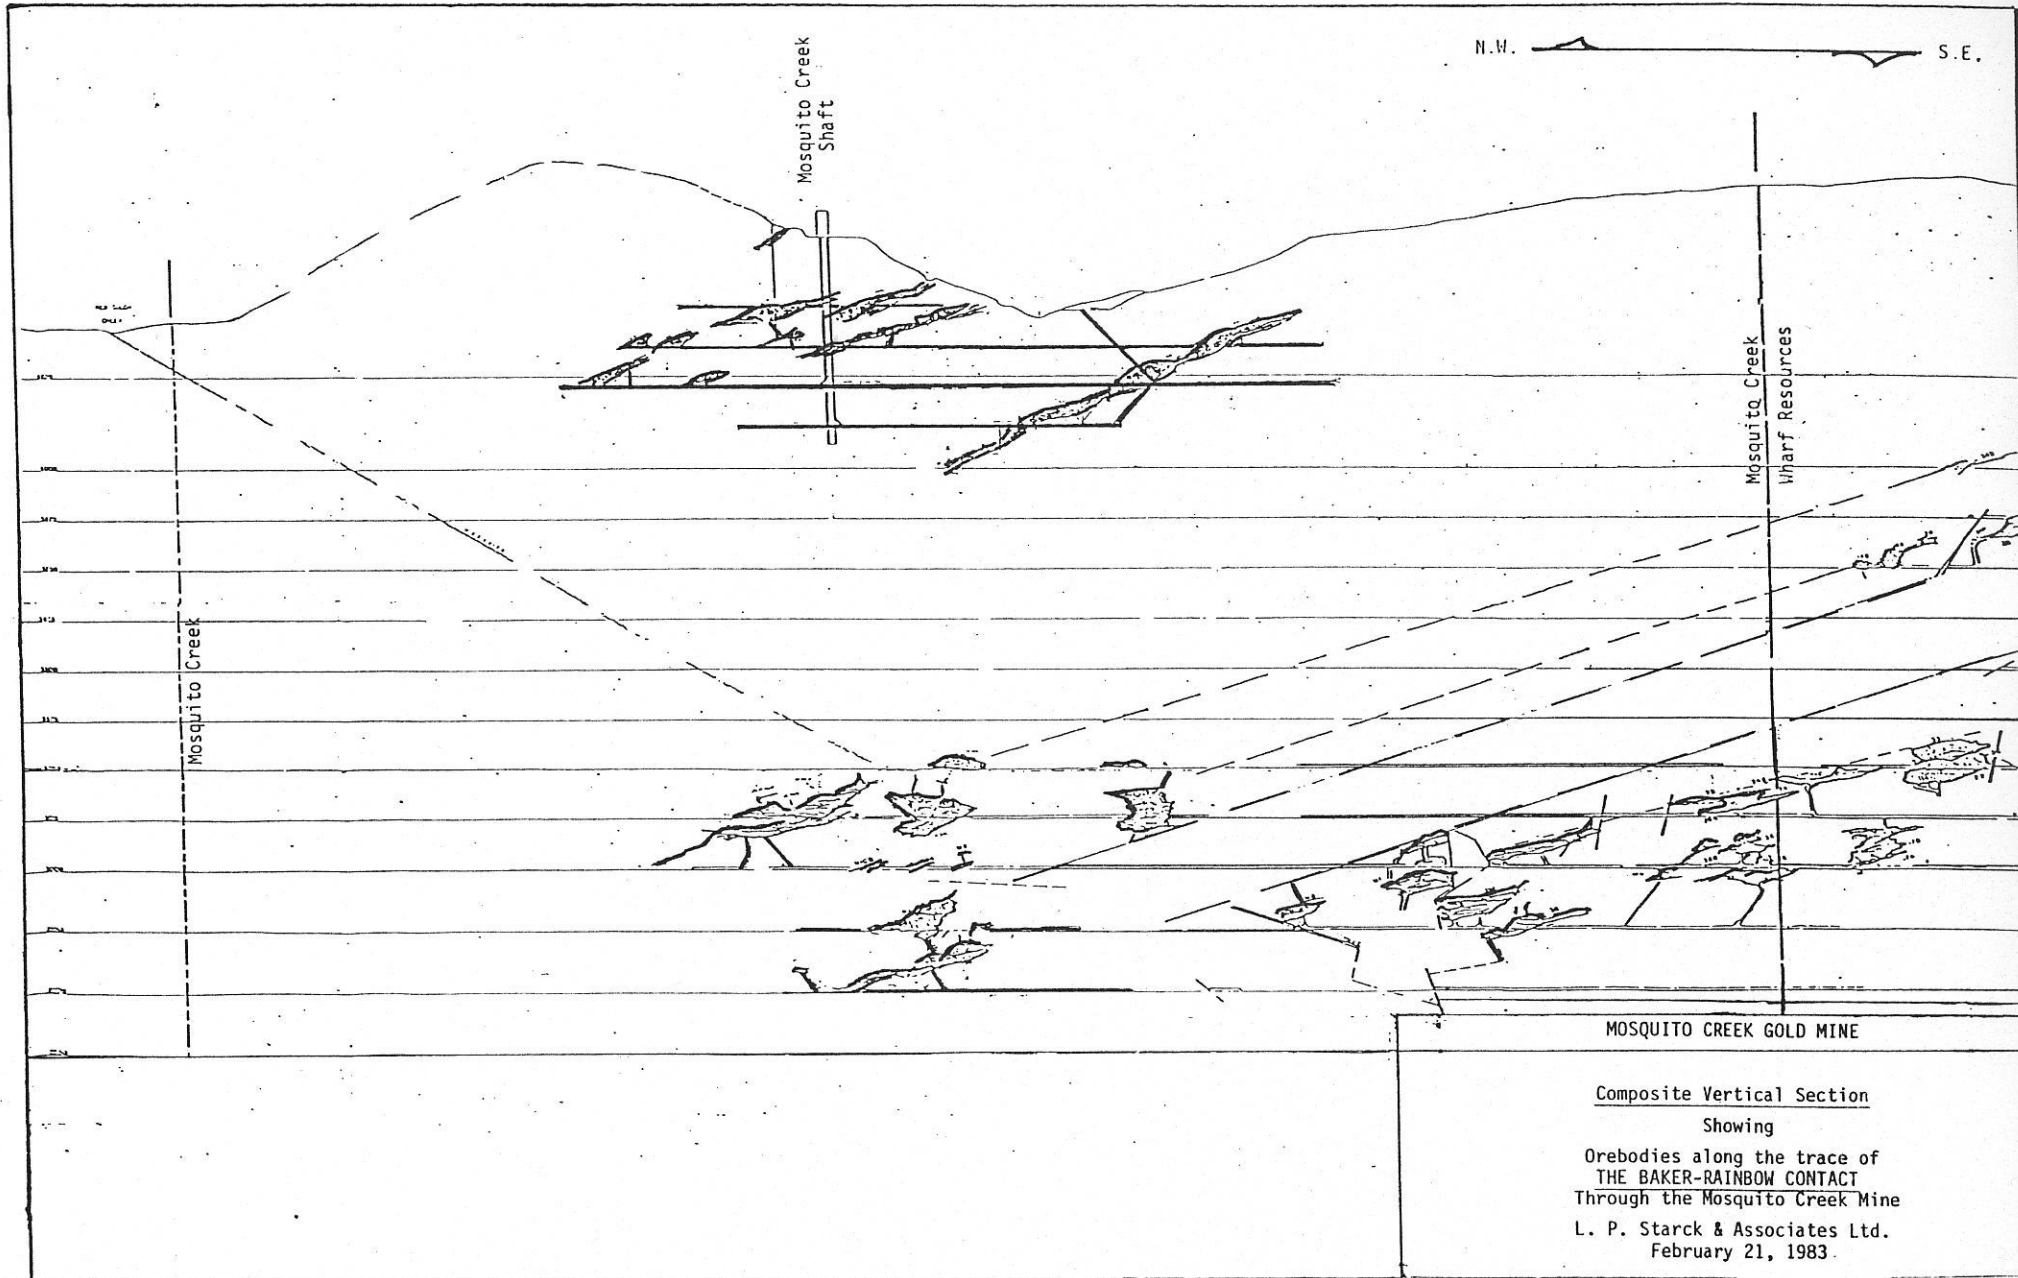 N.W.
S.E.
Mosquito Creek
Shaft
Mosquito Creek
Wharf Resources
Mosquito Creek
MOSQUITO CREEK GOLD MINE
Composite Vertical Section
Showing
Orebodies along the trace of
THE BAKER-RAINBOW CONTACT
Through the Mosquito Creek Mine
L. P. Starck & Associates Ltd.
February 21, 1983